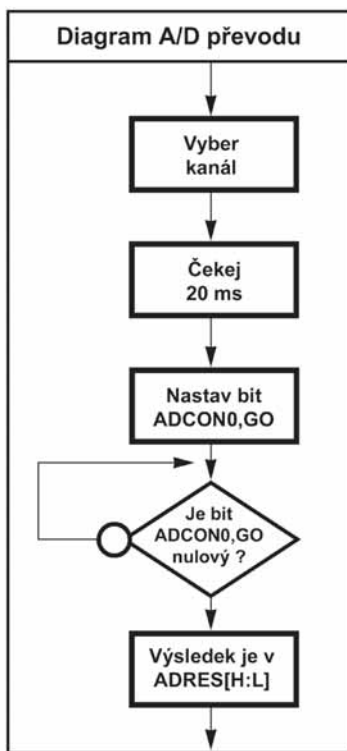 Diagram A/D převodu
Vyber
kanál
Čekej
20 ms
Nastav bit
ADCON0,GO
Je bit
ADCON0,GO
nulový ?
Výsledek je v
ADRES[H:L]